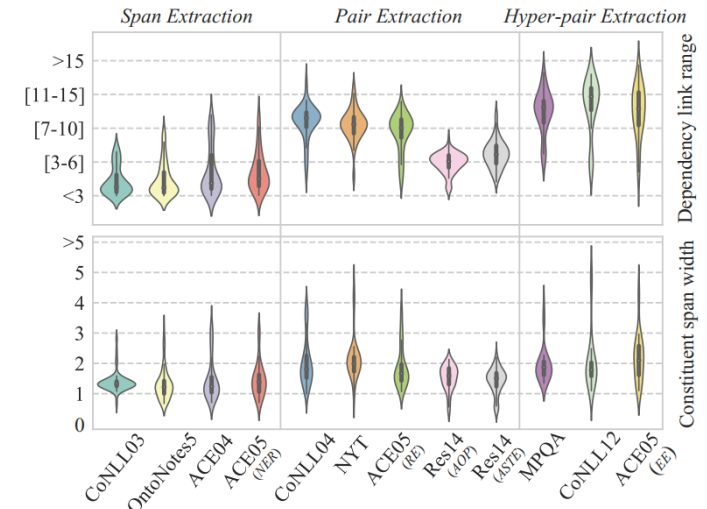 Span Extraction
Pair Extraction
Hyper-pair Extraction
>15
[11-15]
[7-10]
[3-6]
<3
Dependency link range
>5
5
4
3
2
1
0
Constituent span width
CoNLL03
OntoNotes5
ACE04
ACE05
(NER)
CoNLL04
NYT
ACE05
(RE)
Res14
(AOP)
Res14
(ASTE)
MPQA
CoNLL12
ACE05
(EE)